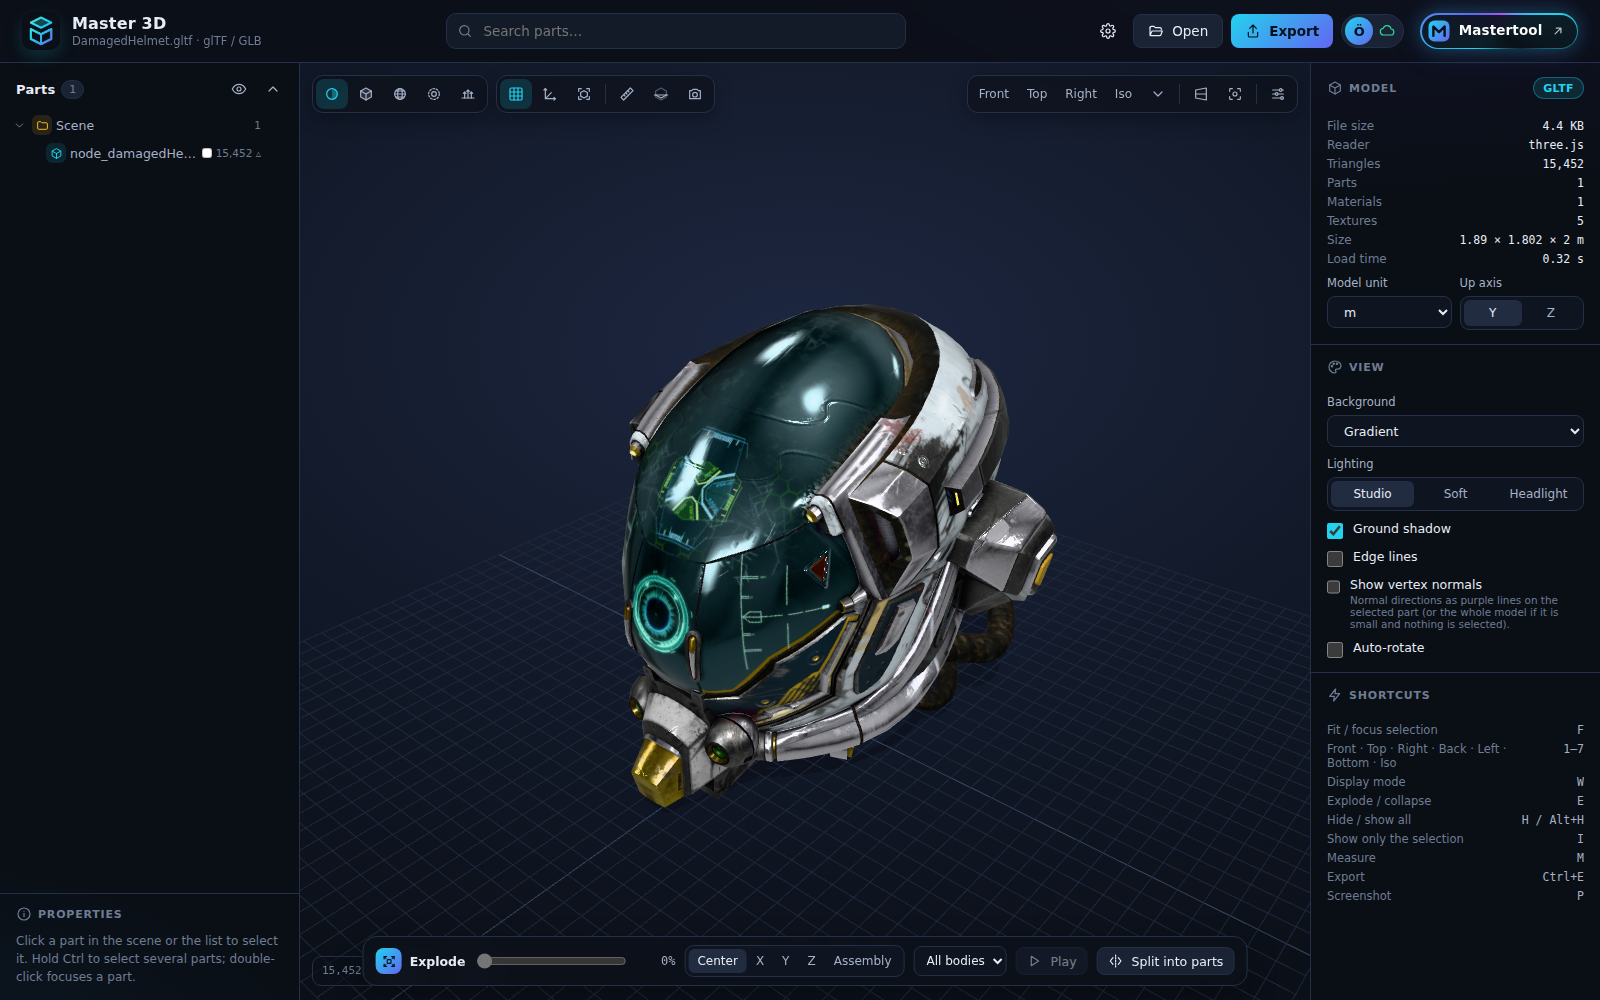 Master 3D
DamagedHelmet.gltf · glTF / GLB
Search parts…
Open
Export
Ö
Mastertool ↗
Parts 1
Scene 1
node_damagedHe… 15,452 ▵
Front Top Right Iso
MODEL GLTF
File size 4.4 KB
Reader three.js
Triangles 15,452
Parts 1
Materials 1
Textures 5
Size 1.89 × 1.802 × 2 m
Load time 0.32 s
Model unit Up axis
m Y Z
VIEW
Background
Gradient
Lighting
Studio Soft Headlight
Ground shadow
Edge lines
Show vertex normals
Normal directions as purple lines on the
selected part (or the whole model if it is
small and nothing is selected).
Auto-rotate
SHORTCUTS
Fit / focus selection F
Front · Top · Right · Back · Left · 1–7
Bottom · Iso
Display mode W
Explode / collapse E
Hide / show all H / Alt+H
Show only the selection I
Measure M
Export Ctrl+E
Screenshot P
PROPERTIES
Click a part in the scene or the list to select
it. Hold Ctrl to select several parts; double-
click focuses a part.
15,452
Explode 0% Center X Y Z Assembly All bodies Play Split into parts